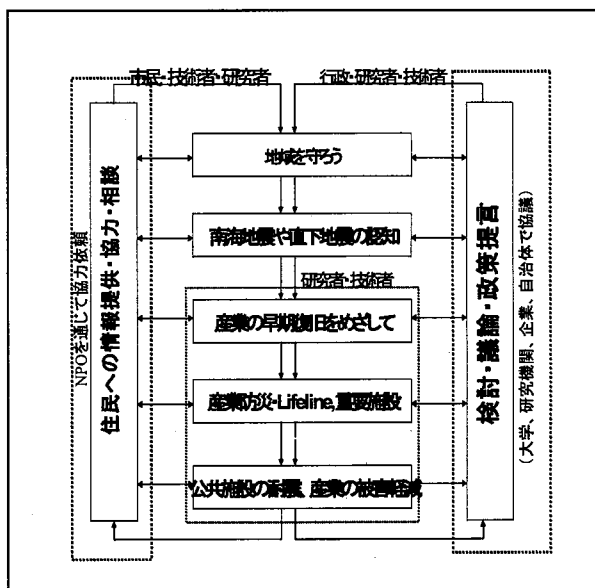 市民・技術者・研究者
行政・研究者・技術者
地域を守ろう
南海地震や直下地震の認知
研究者・技術者
産業の早期復旧をめざして
産業防災・Lifeline,重要施設
公共施設の耐震、産業の被害軽減
NPOを通じて協力依頼
住民への情報提供・協力・相談
検討・議論・政策提言
(大学、研究機関、企業、自治体で協議)